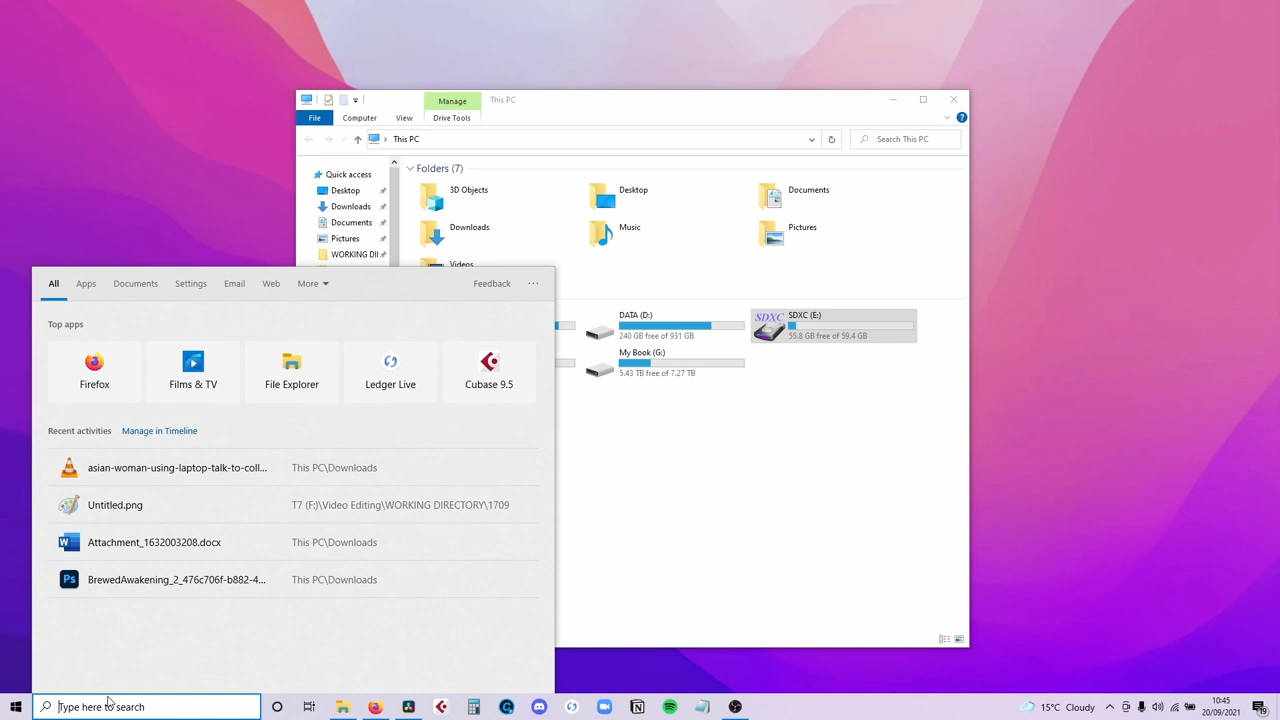 Manage
This PC
File
Computer
View
Drive Tools
This PC
Search This PC
Quick access
Desktop
Downloads
Documents
Pictures
WORKING DII
Folders (7)
3D Objects
Desktop
Documents
Downloads
Music
Pictures
Videos
DATA (D:)
240 GB free of 931 GB
SDXC
SDXC (E:)
55.8 GB free of 59.4 GB
My Book (G:)
5.43 TB free of 7.27 TB
All
Apps
Documents
Settings
Email
Web
More
Feedback
Top apps
Firefox
Films & TV
File Explorer
Ledger Live
Cubase 9.5
Recent activities
Manage in Timeline
asian-woman-using-laptop-talk-to-coll...
This PC\Downloads
Untitled.png
T7 (F:)\Video Editing\WORKING DIRECTORY\1709
Attachment_1632003208.docx
This PC\Downloads
Ps
BrewedAwakening_2_476c706f-b882-4...
This PC\Downloads
Type here to search
15°C Cloudy
10:45
20/09/2021
19